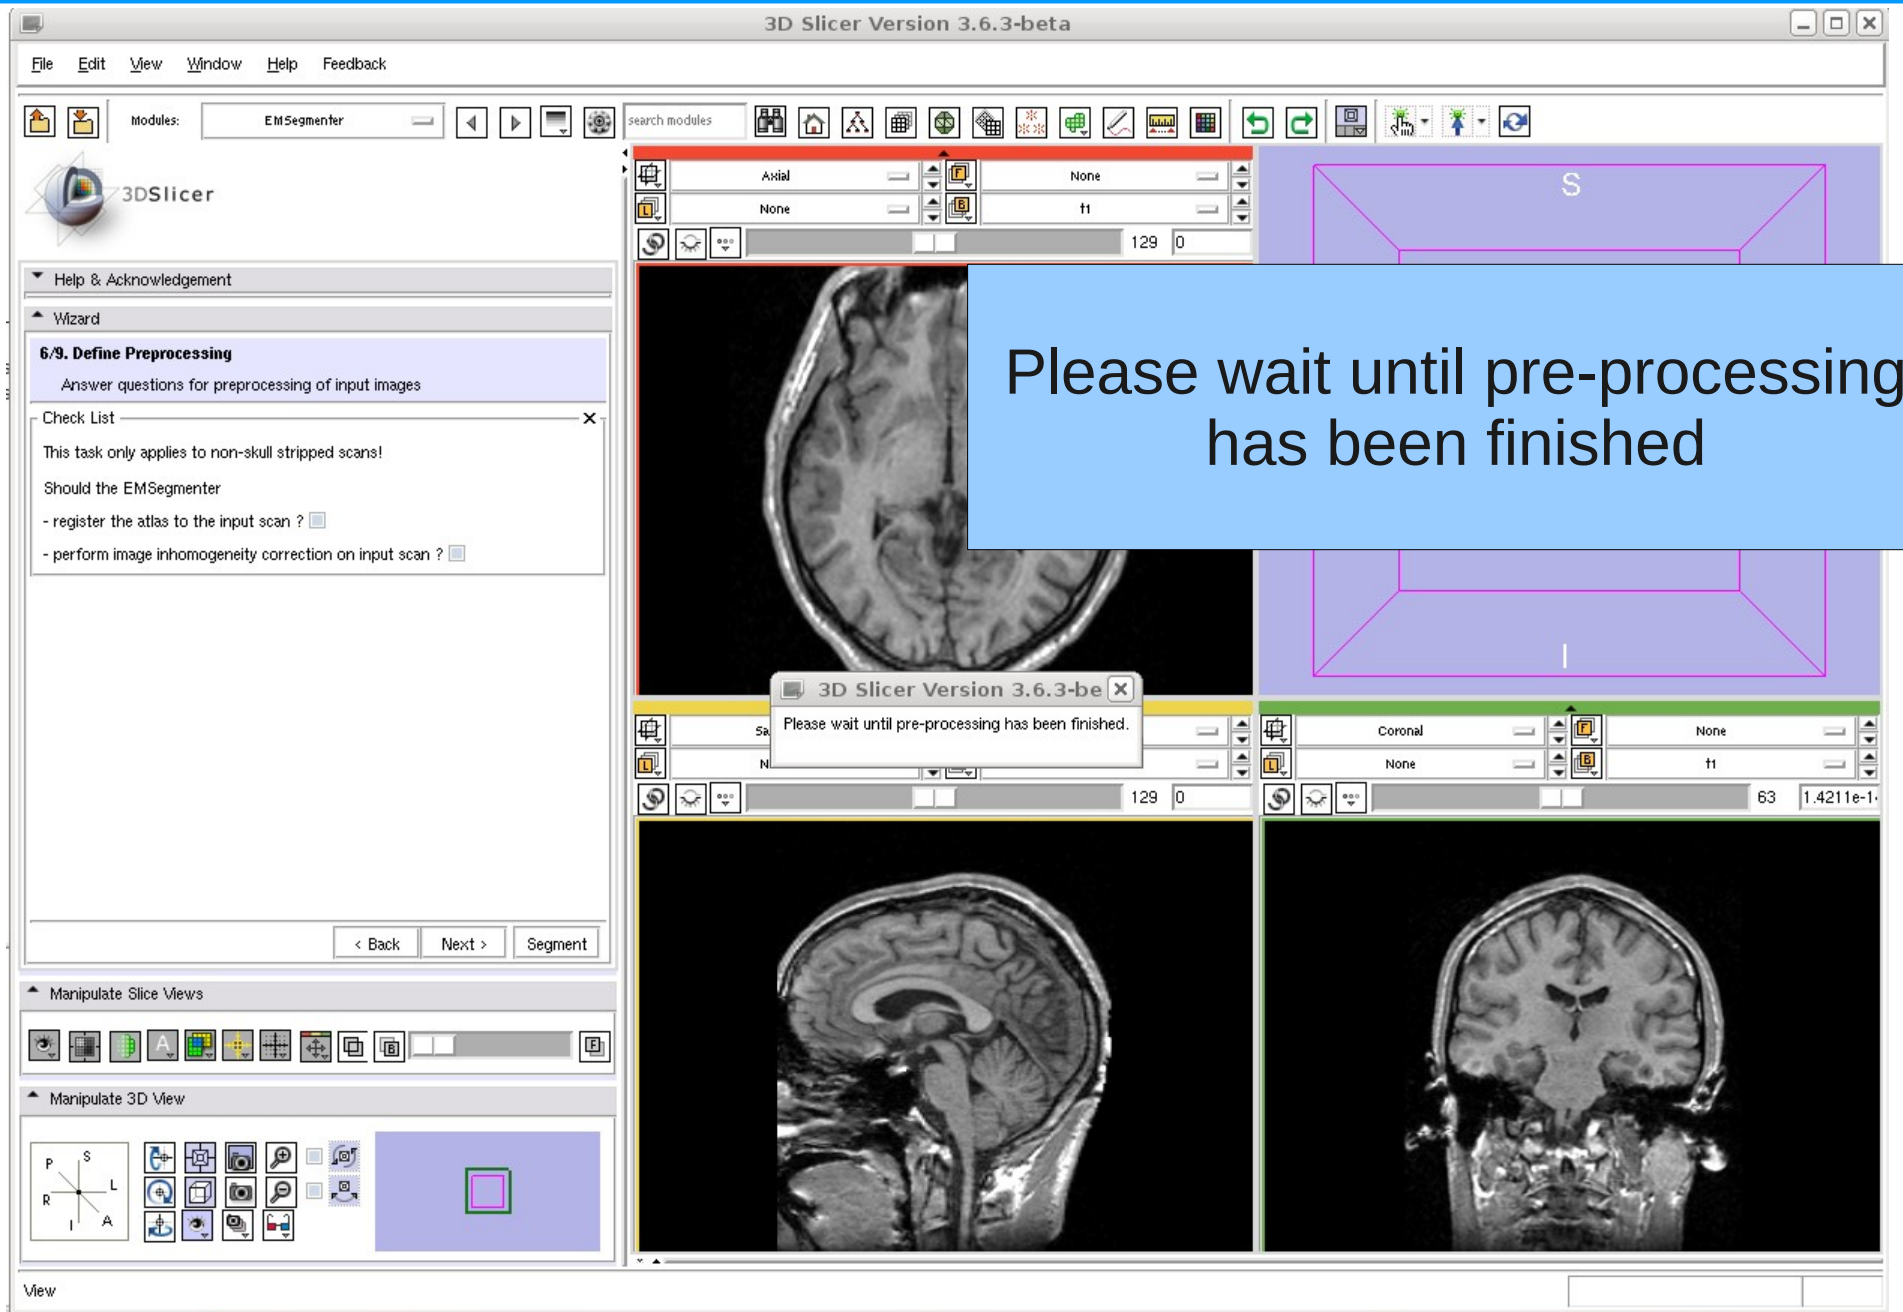 3D Slicer Version 3.6.3-beta
File Edit View Window Help Feedback
Modules: EMSegmenter search modules
3DSlicer
Help & Acknowledgement
Wizard
6/9. Define Preprocessing
Answer questions for preprocessing of input images
Check List
This task only applies to non-skull stripped scans!
Should the EMSegmenter
- register the atlas to the input scan ?
- perform image inhomogeneity correction on input scan ?
< Back Next > Segment
Manipulate Slice Views
A B F
Manipulate 3D View
P S
R L
I A
View
Axial F None
L None B t1
129 0
S
I
Please wait until pre-processing
has been finished
3D Slicer Version 3.6.3-be
Please wait until pre-processing has been finished.
L
129 0
Coronal F None
L None B t1
63